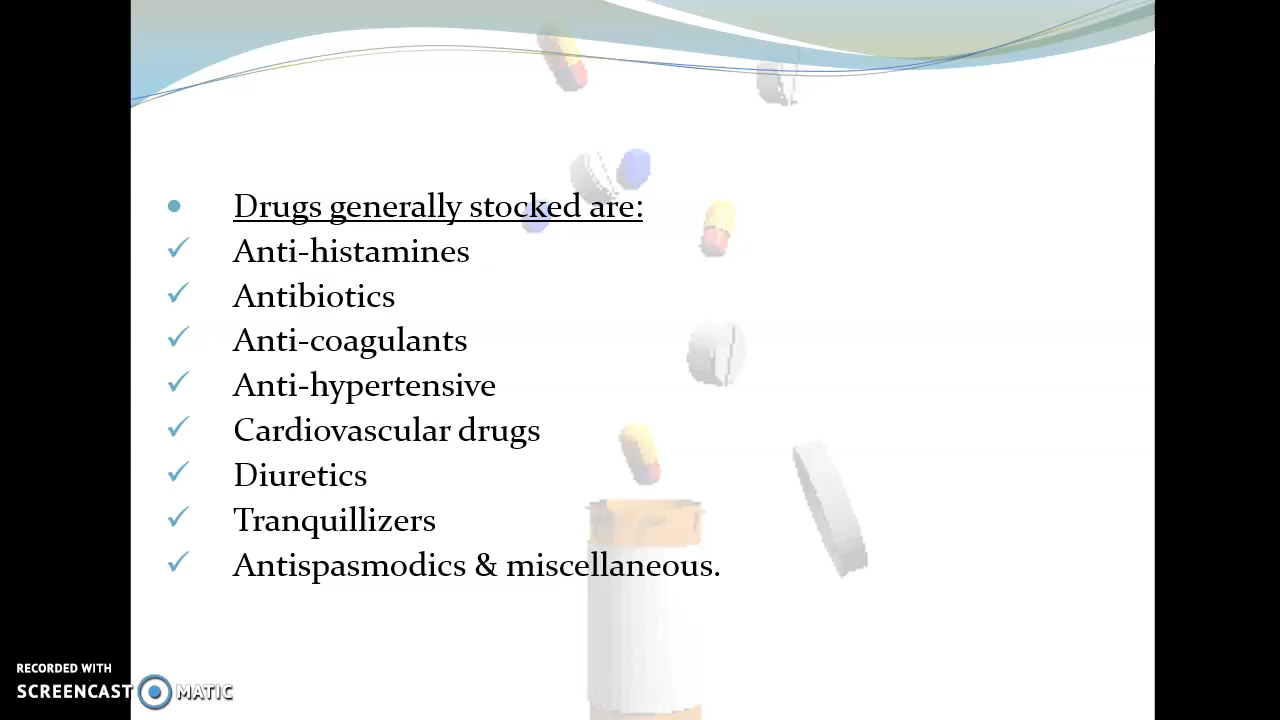 Drugs generally stocked are:
Anti-histamines
Antibiotics
Anti-coagulants
Anti-hypertensive
Cardiovascular drugs
Diuretics
Tranquillizers
Antispasmodics & miscellaneous.
RECORDED WITH
SCREENCAST MATIC